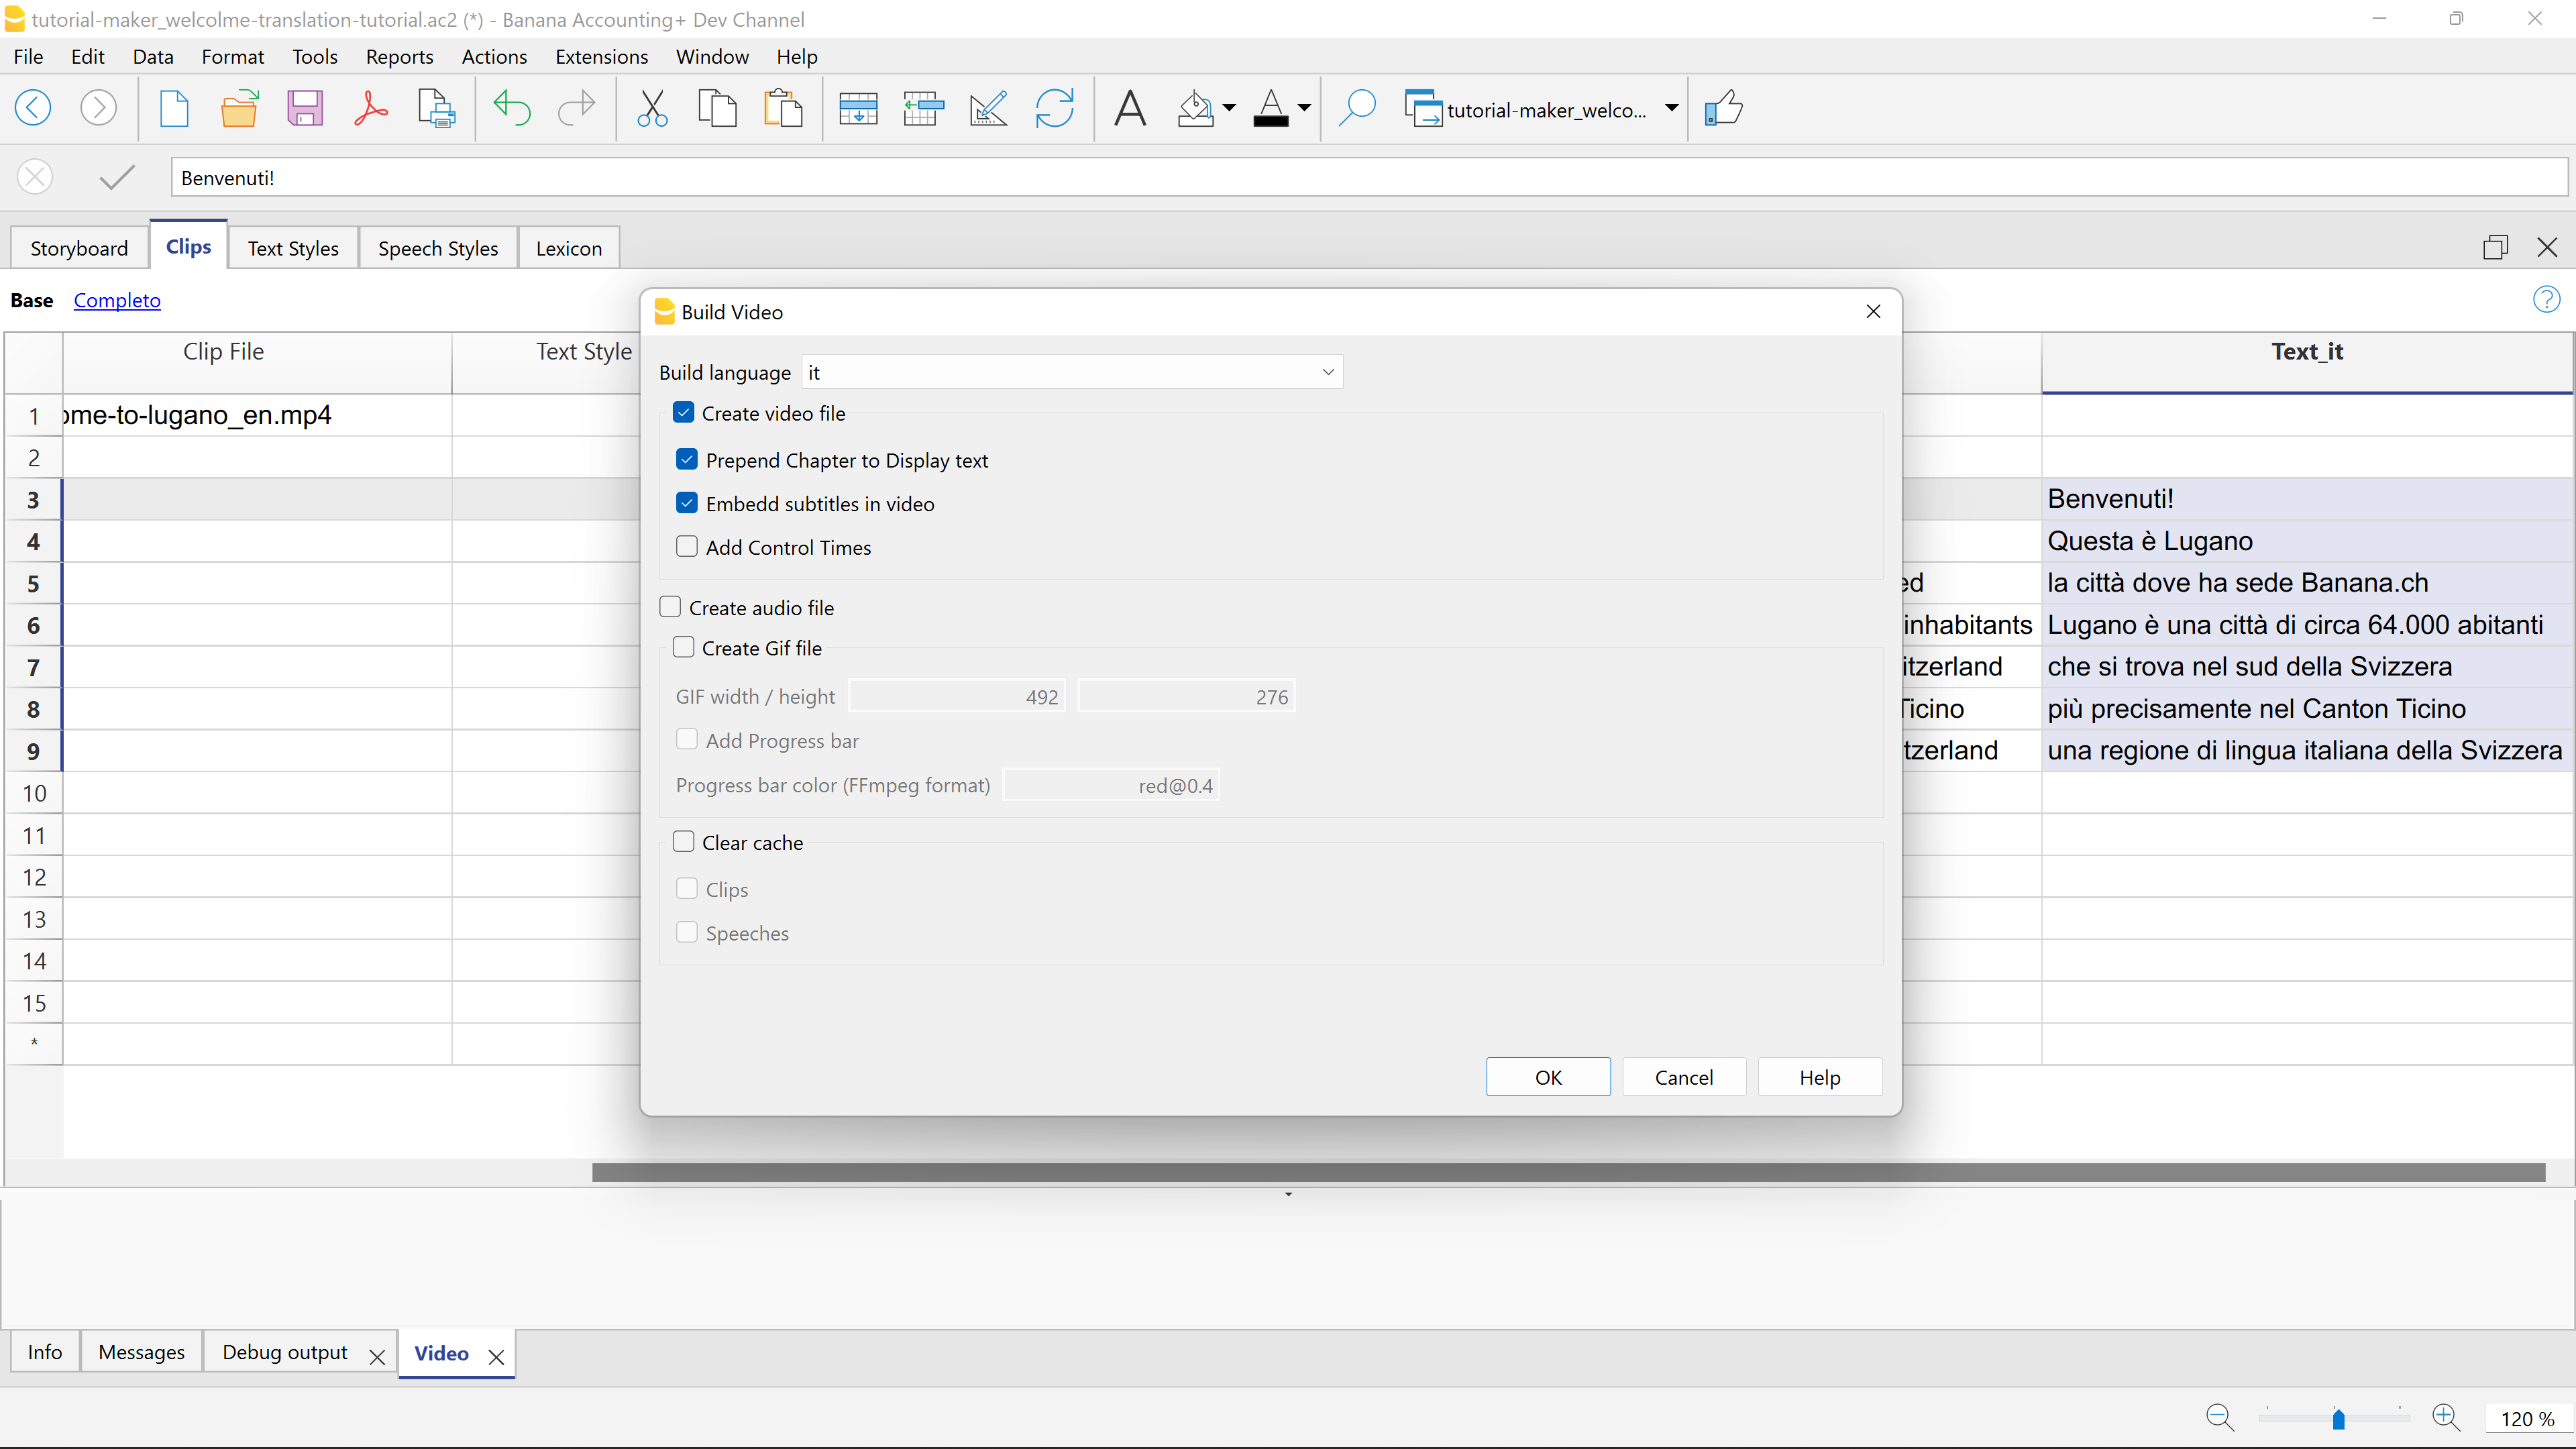 tutorial-maker_welcolme-translation-tutorial.ac2 (*) - Banana Accounting+ Dev Channel
File Edit Data Format Tools Reports Actions Extensions Window Help
tutorial-maker_welco...
Benvenuti!
Storyboard Clips Text Styles Speech Styles Lexicon
Base Completo
Build Video
Clip File Text Style Text_it
Build language it
1 ome-to-lugano_en.mp4
Create video file
2
Prepend Chapter to Display text
3 Benvenuti!
Embedd subtitles in video
4 Questa è Lugano
Add Control Times
5 ed la città dove ha sede Banana.ch
Create audio file
6 inhabitants Lugano è una città di circa 64.000 abitanti
Create Gif file
7 itzerland che si trova nel sud della Svizzera
GIF width / height 492 276
8 Ticino più precisamente nel Canton Ticino
Add Progress bar
9 tzerland una regione di lingua italiana della Svizzera
Progress bar color (FFmpeg format) red@0.4
10
11
Clear cache
12
Clips
13
Speeches
14
15
*
OK Cancel Help
Info Messages Debug output Video
120 %